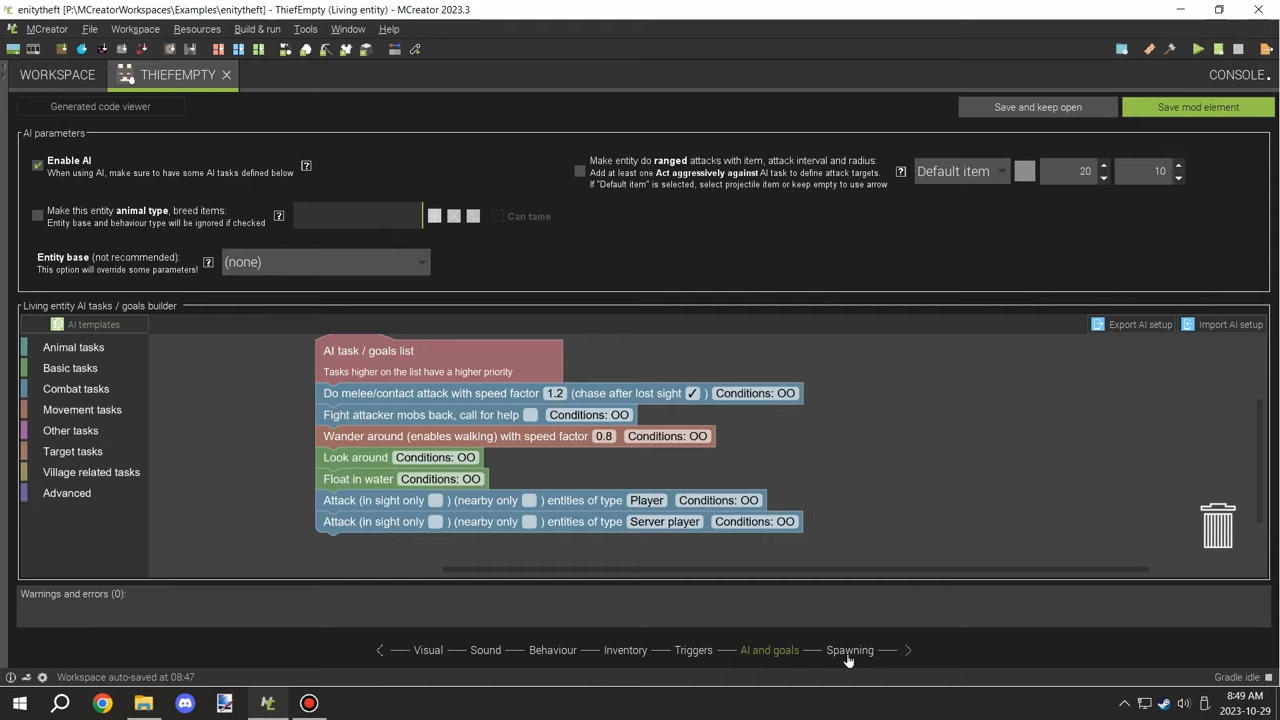 enitytheft [P:\MCreatorWorkspaces\Examples\enitytheft] - ThiefEmpty (Living entity) - MCreator 2023.3
MCreator File Workspace Resources Build & run Tools Window Help
WORKSPACE THIEFEMPTY CONSOLE
Generated code viewer Save and keep open Save mod element
AI parameters
Enable AI
When using AI, make sure to have some AI tasks defined below
Make entity do ranged attacks with item, attack interval and radius:
Add at least one Act aggressively against AI task to define attack targets.
If "Default item" is selected, select projectile item or keep empty to use arrow
Default item 20 10
Make this entity animal type, breed items:
Entity base and behaviour type will be ignored if checked
Can tame
Entity base (not recommended):
This option will override some parameters!
(none)
Living entity AI tasks / goals builder
AI templates Export AI setup Import AI setup
Animal tasks
Basic tasks
Combat tasks
Movement tasks
Other tasks
Target tasks
Village related tasks
Advanced
AI task / goals list
Tasks higher on the list have a higher priority
Do melee/contact attack with speed factor 1.2 (chase after lost sight ✓ ) Conditions: OO
Fight attacker mobs back, call for help Conditions: OO
Wander around (enables walking) with speed factor 0.8 Conditions: OO
Look around Conditions: OO
Float in water Conditions: OO
Attack (in sight only ) (nearby only ) entities of type Player Conditions: OO
Attack (in sight only ) (nearby only ) entities of type Server player Conditions: OO
Warnings and errors (0):
Visual Sound Behaviour Inventory Triggers AI and goals Spawning
Workspace auto-saved at 08:47 Gradle idle
8:49 AM
2023-10-29